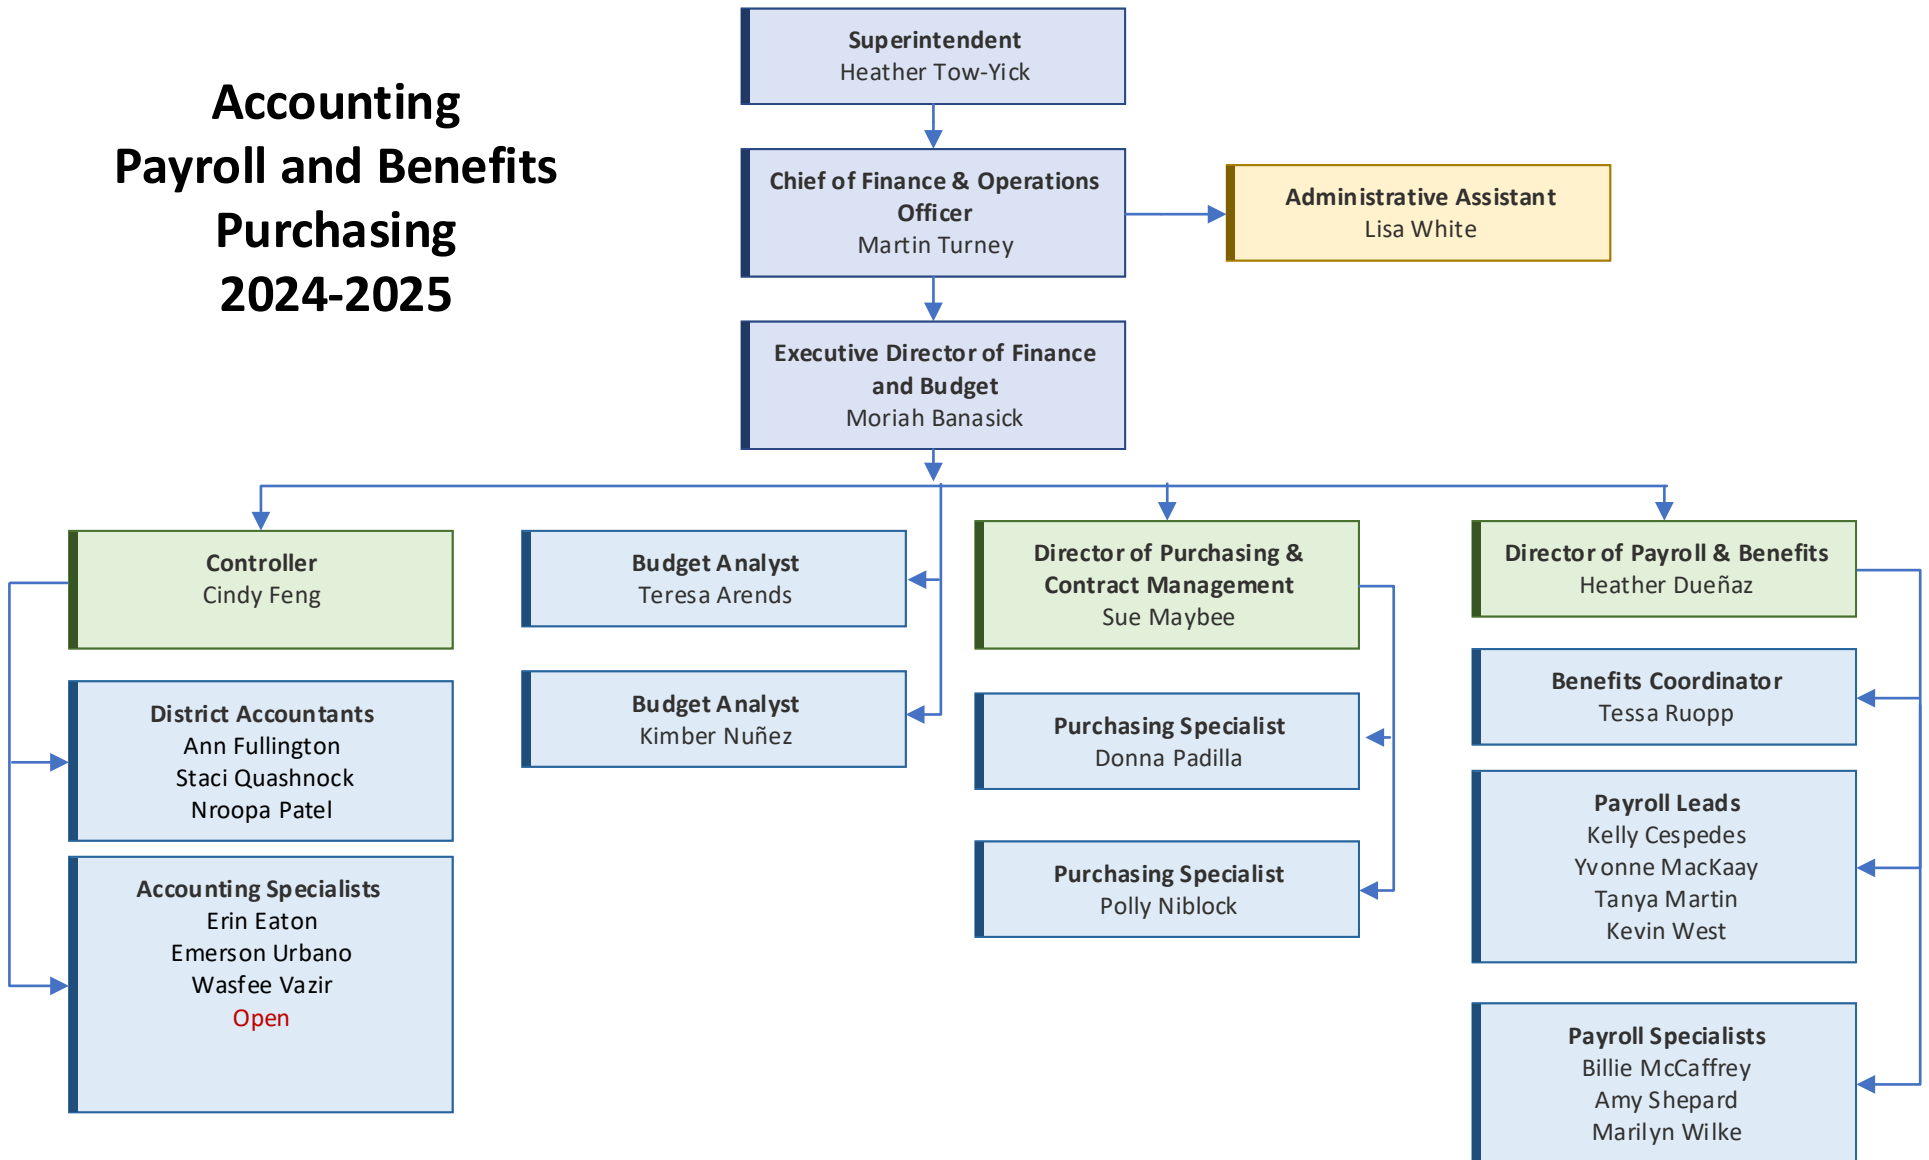 Accounting
Payroll and Benefits
Purchasing
2024-2025
Superintendent
Heather Tow-Yick
Chief of Finance & Operations
Officer
Martin Turney
Administrative Assistant
Lisa White
Executive Director of Finance
and Budget
Moriah Banasick
Controller
Cindy Feng
District Accountants
Ann Fullington
Staci Quashnock
Nroopa Patel
Accounting Specialists
Erin Eaton
Emerson Urbano
Wasfee Vazir
Open
Budget Analyst
Teresa Arends
Budget Analyst
Kimber Nuñez
Director of Purchasing &
Contract Management
Sue Maybee
Purchasing Specialist
Donna Padilla
Purchasing Specialist
Polly Niblock
Director of Payroll & Benefits
Heather Dueñaz
Benefits Coordinator
Tessa Ruopp
Payroll Leads
Kelly Cespedes
Yvonne MacKaay
Tanya Martin
Kevin West
Payroll Specialists
Billie McCaffrey
Amy Shepard
Marilyn Wilke